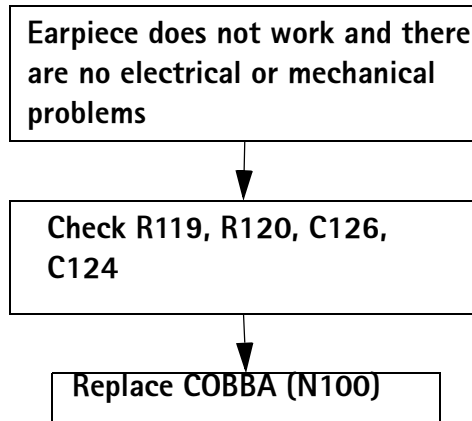 Earpiece does not work and there
are no electrical or mechanical
problems
Check R119, R120, C126,
C124
Replace COBBA (N100)